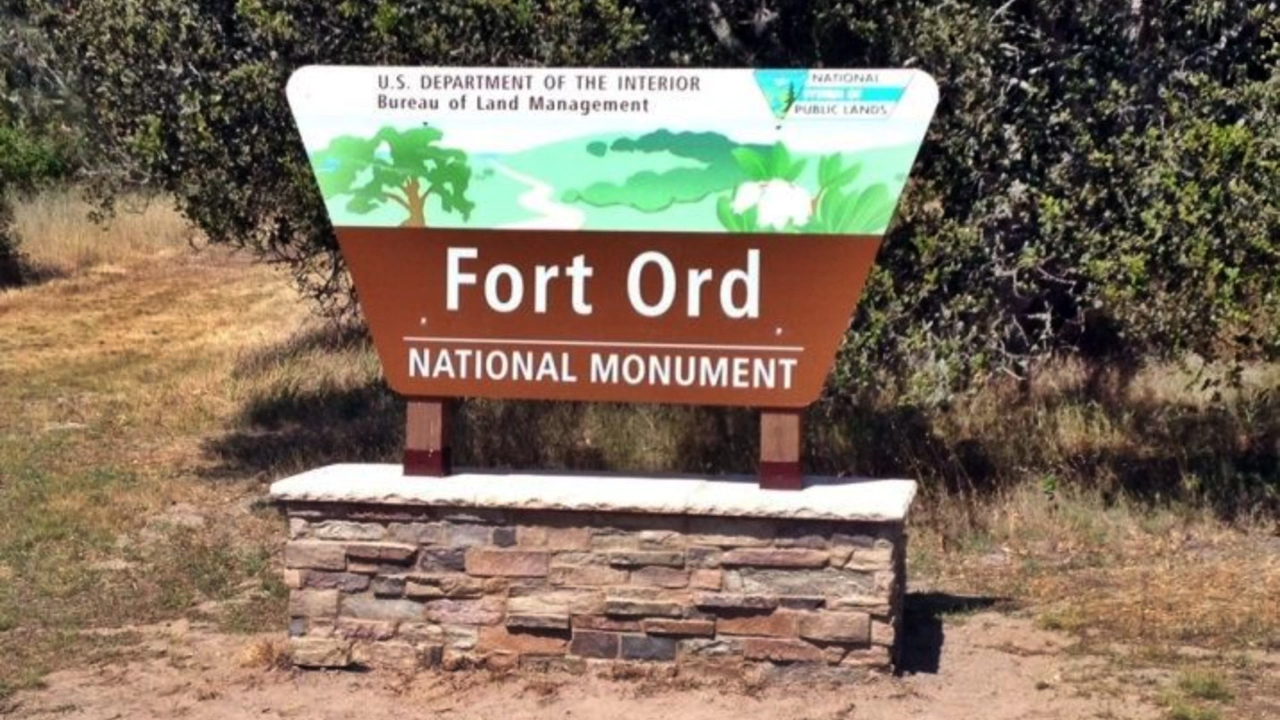 U.S. DEPARTMENT OF THE INTERIOR
Bureau of Land Management
NATIONAL
PUBLIC LANDS
Fort Ord
NATIONAL MONUMENT